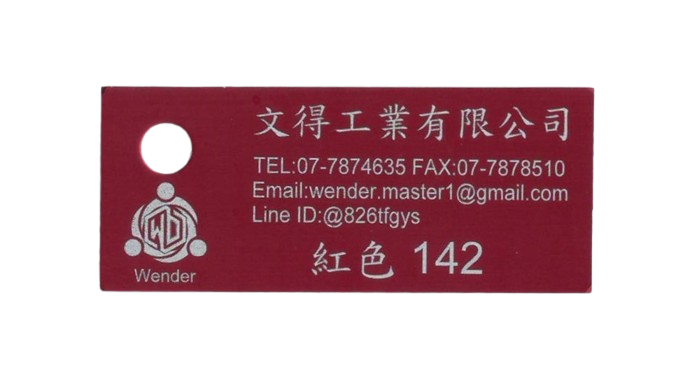 文得工業有限公司
TEL:07-7874635 FAX:07-7878510
Email:wender.master1@gmail.com
Line ID:@826tfgys
紅色 142
WD
Wender